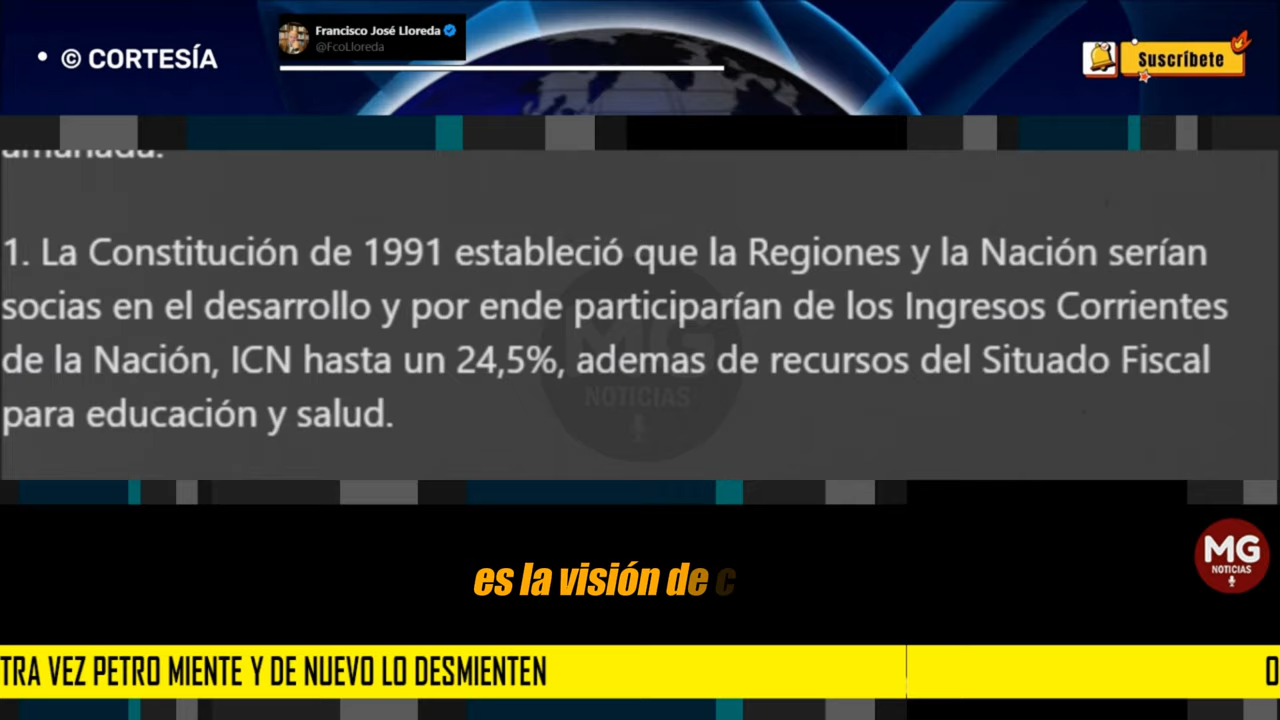 • © CORTESÍA
Francisco José Lloreda
@FcoLloreda
Suscríbete
amañada.
1. La Constitución de 1991 estableció que la Regiones y la Nación serían
socias en el desarrollo y por ende participarían de los Ingresos Corrientes
de la Nación, ICN hasta un 24,5%, ademas de recursos del Situado Fiscal
para educación y salud.
MG
NOTICIAS
es la visión de c
MG
NOTICIAS
TRA VEZ PETRO MIENTE Y DE NUEVO LO DESMIENTEN
O